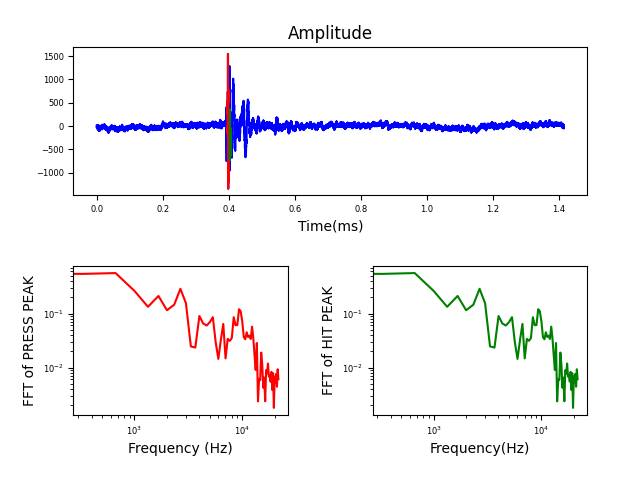 Amplitude
1500
1000
500
0
−500
−1000
0.0 0.2 0.4 0.6 0.8 1.0 1.2 1.4
Time(ms)
FFT of PRESS PEAK
10⁻¹
10⁻²
10³ 10⁴
Frequency (Hz)
FFT of HIT PEAK
10⁻¹
10⁻²
10³ 10⁴
Frequency(Hz)